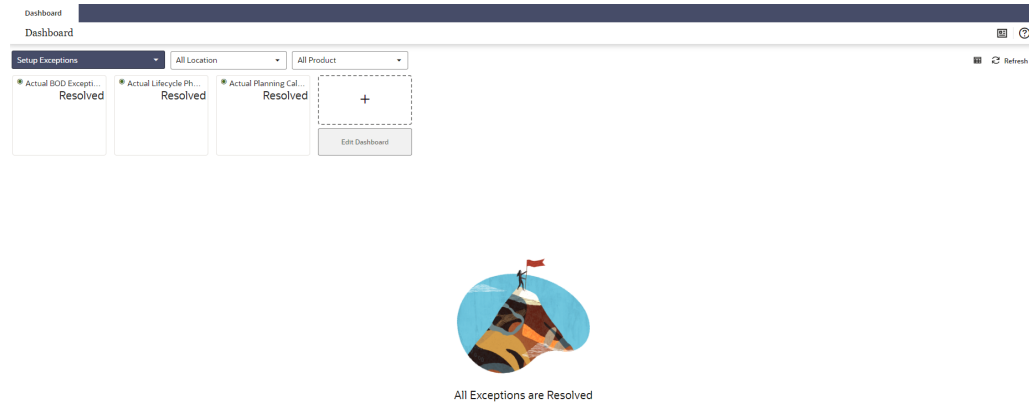 Dashboard
Dashboard
Setup Exceptions
All Location
All Product
Refresh
Actual BOD Excepti...
Resolved
Actual Lifecycle Ph...
Resolved
Actual Planning Cal...
Resolved
+
Edit Dashboard
All Exceptions are Resolved